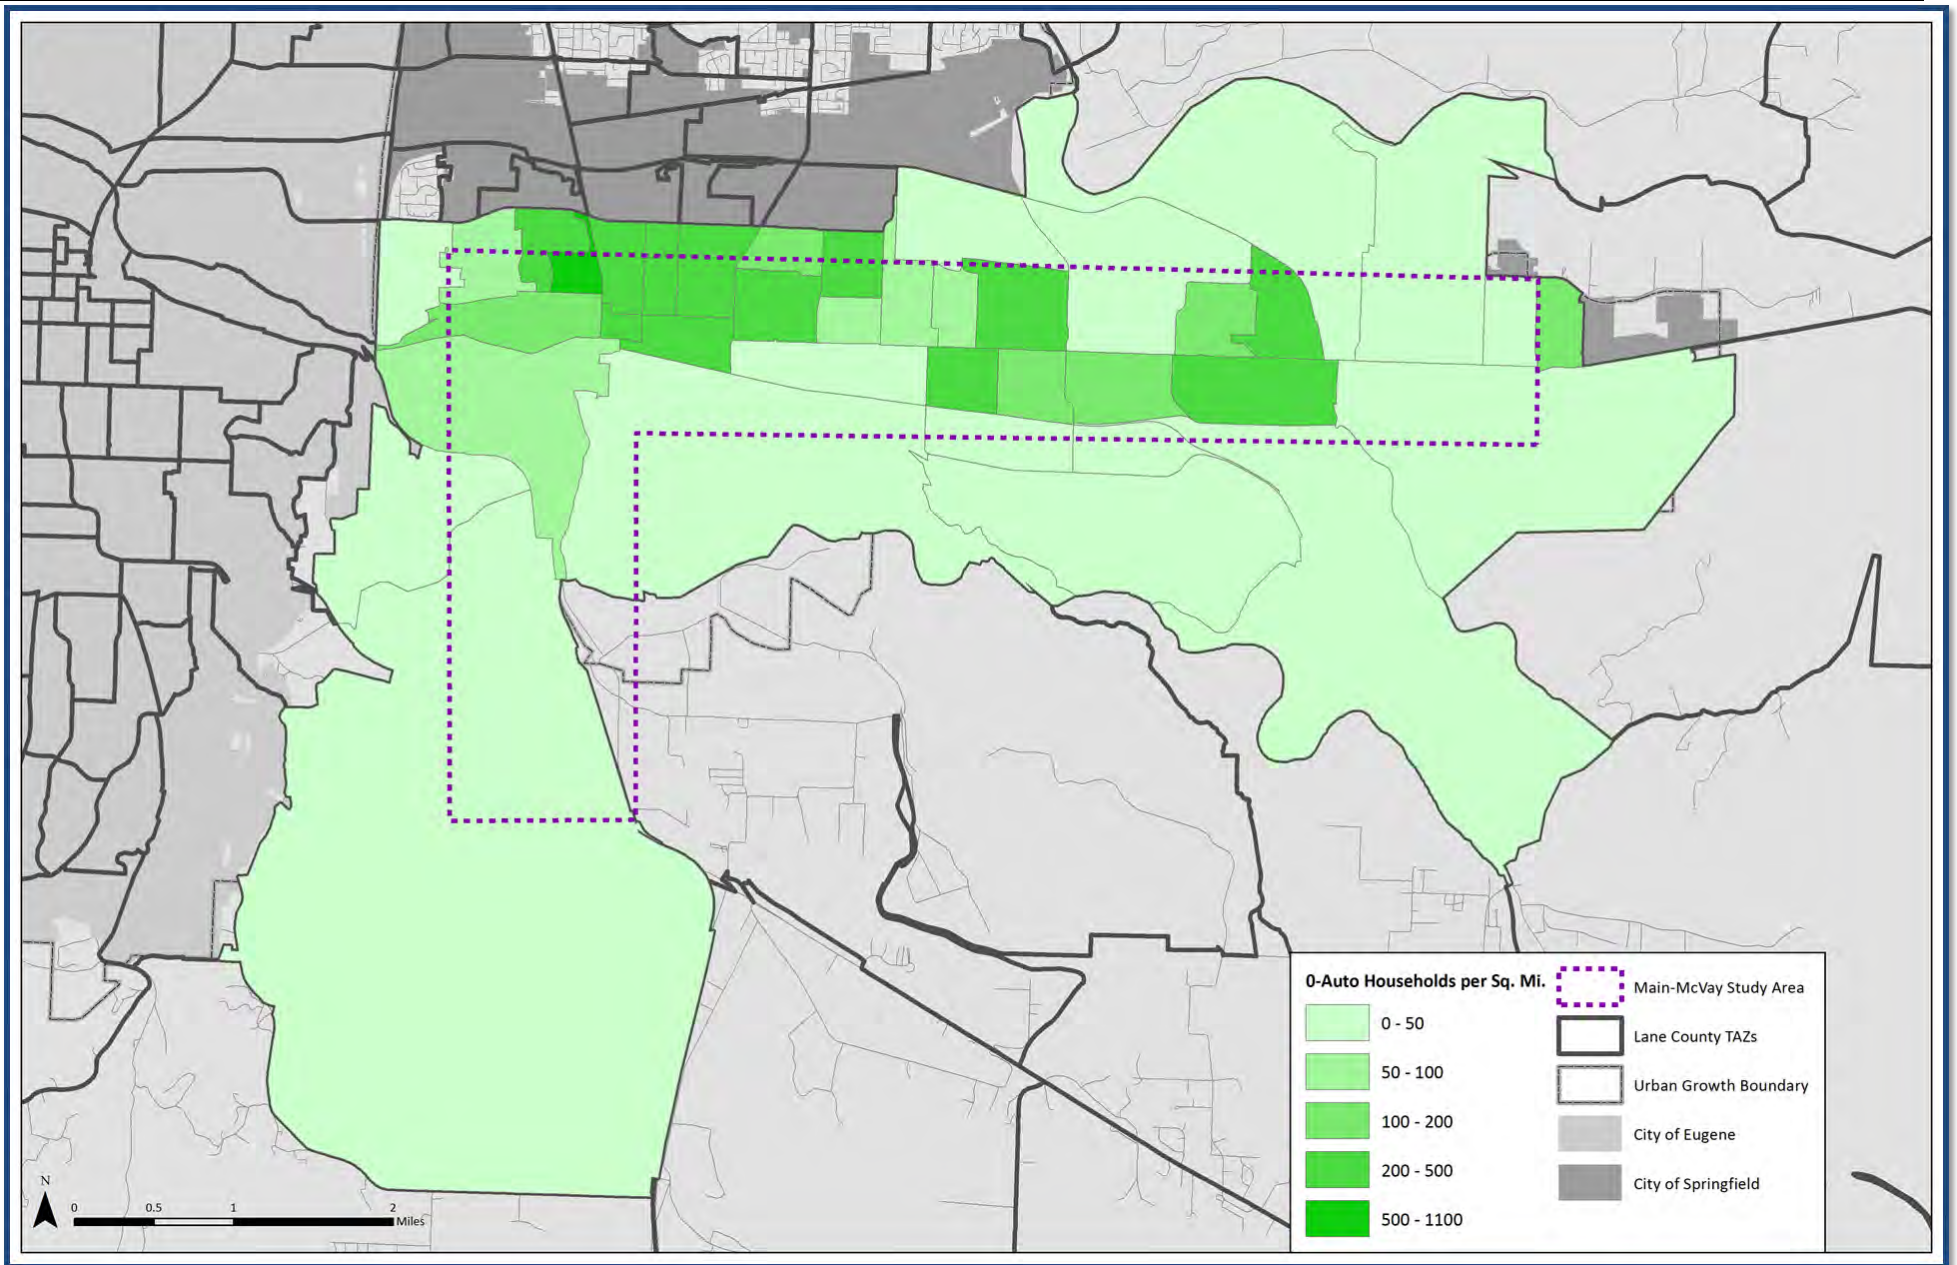 0-Auto Households per Sq. Mi.
0 - 50
50 - 100
100 - 200
200 - 500
500 - 1100
Main-McVay Study Area
Lane County TAZs
Urban Growth Boundary
City of Eugene
City of Springfield
N
0 0.5 1 2
Miles